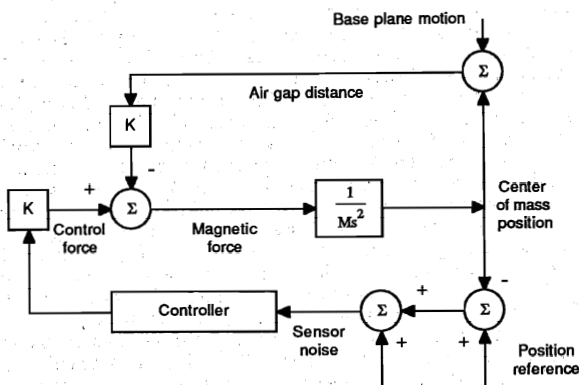 Base plane motion
Σ
Air gap distance
K
-
K
+
Σ
1
Ms²
Center
of mass
position
Control
force
Magnetic
force
-
+
Controller
Σ
Σ
Sensor
noise
+
+
Position
reference